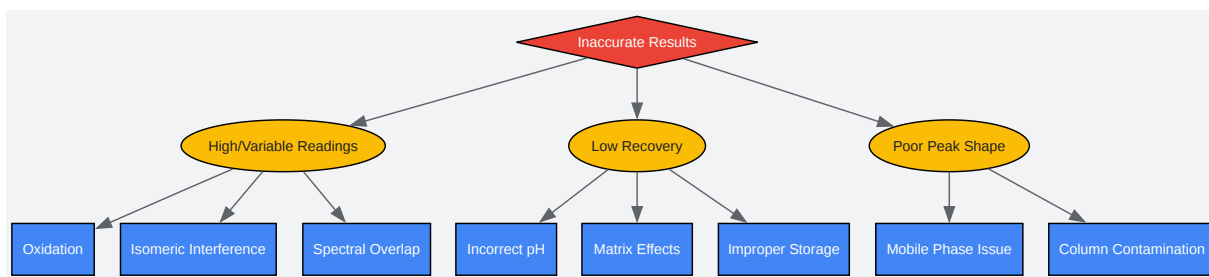 Inaccurate Results
High/Variable Readings
Low Recovery
Poor Peak Shape
Oxidation
Isomeric Interference
Spectral Overlap
Incorrect pH
Matrix Effects
Improper Storage
Mobile Phase Issue
Column Contamination